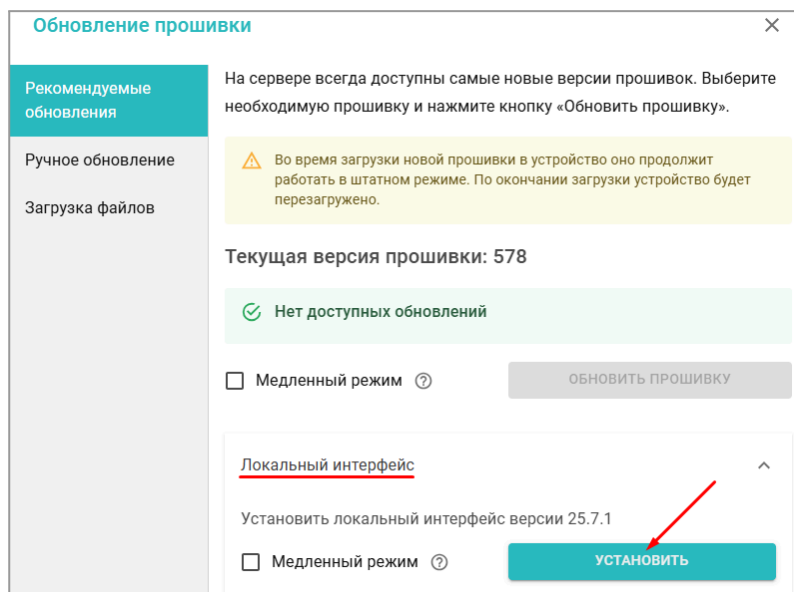 Обновление прошивки
Рекомендуемые
обновления
Ручное обновление
Загрузка файлов
На сервере всегда доступны самые новые версии прошивок. Выберите
необходимую прошивку и нажмите кнопку «Обновить прошивку».
Во время загрузки новой прошивки в устройство оно продолжит
работать в штатном режиме. По окончании загрузки устройство будет
перезагружено.
Текущая версия прошивки: 578
Нет доступных обновлений
Медленный режим ?
ОБНОВИТЬ ПРОШИВКУ
Локальный интерфейс
Установить локальный интерфейс версии 25.7.1
Медленный режим ?
УСТАНОВИТЬ